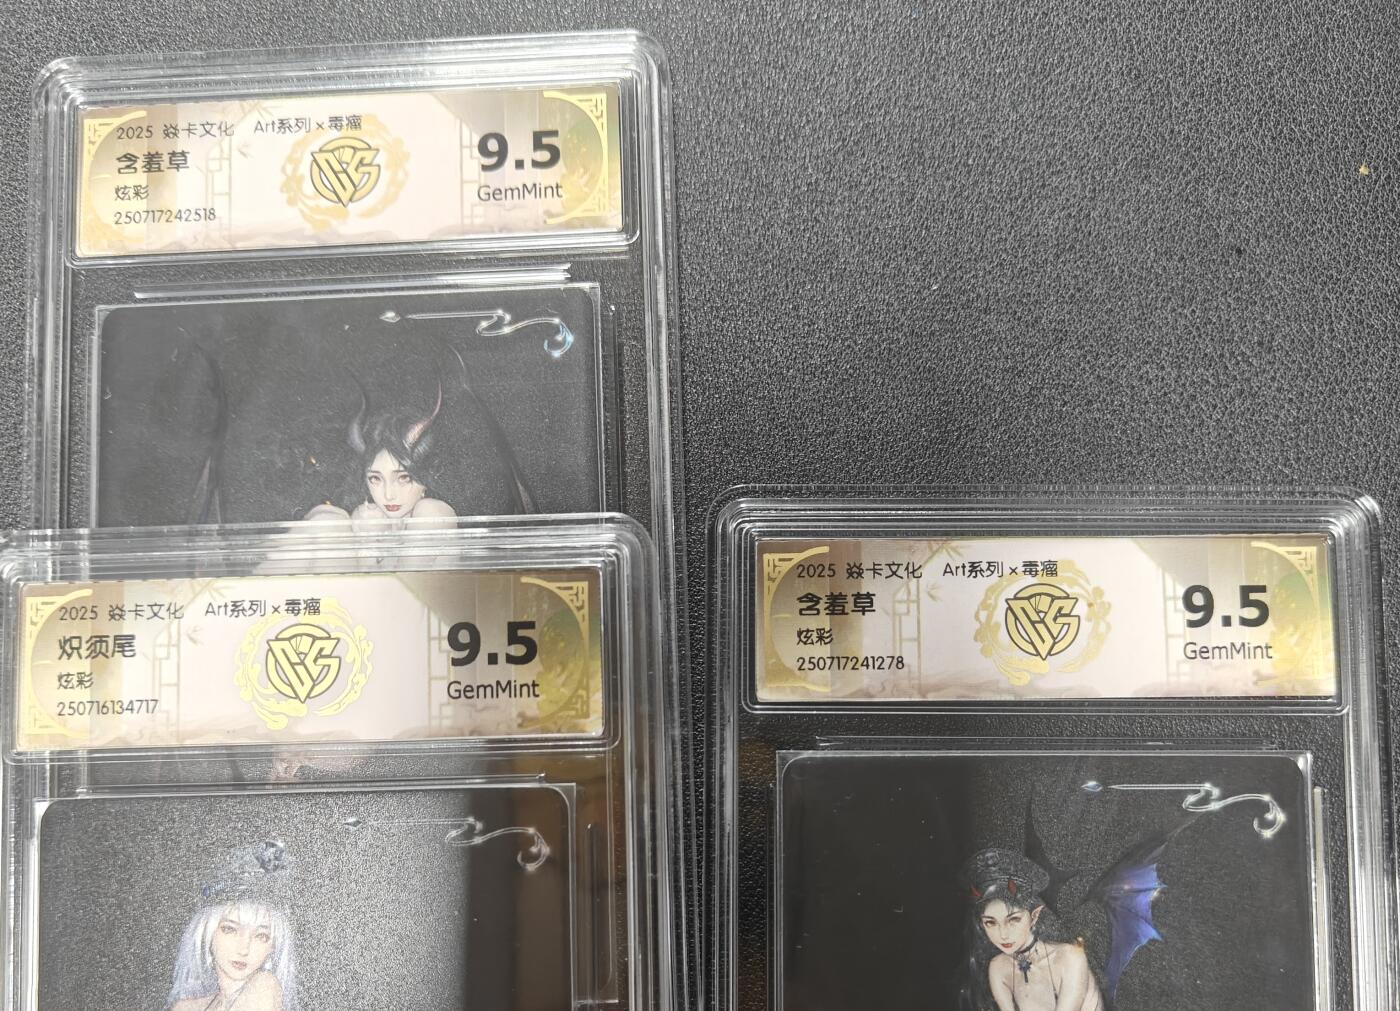 2025 焱卡文化 Art系列×毒瘤
含羞草
炫彩
250717242518
9.5
GemMint
2025 焱卡文化 Art系列×毒瘤
炽须尾
炫彩
250716134717
9.5
GemMint
2025 焱卡文化 Art系列×毒瘤
含羞草
炫彩
250717241278
9.5
GemMint